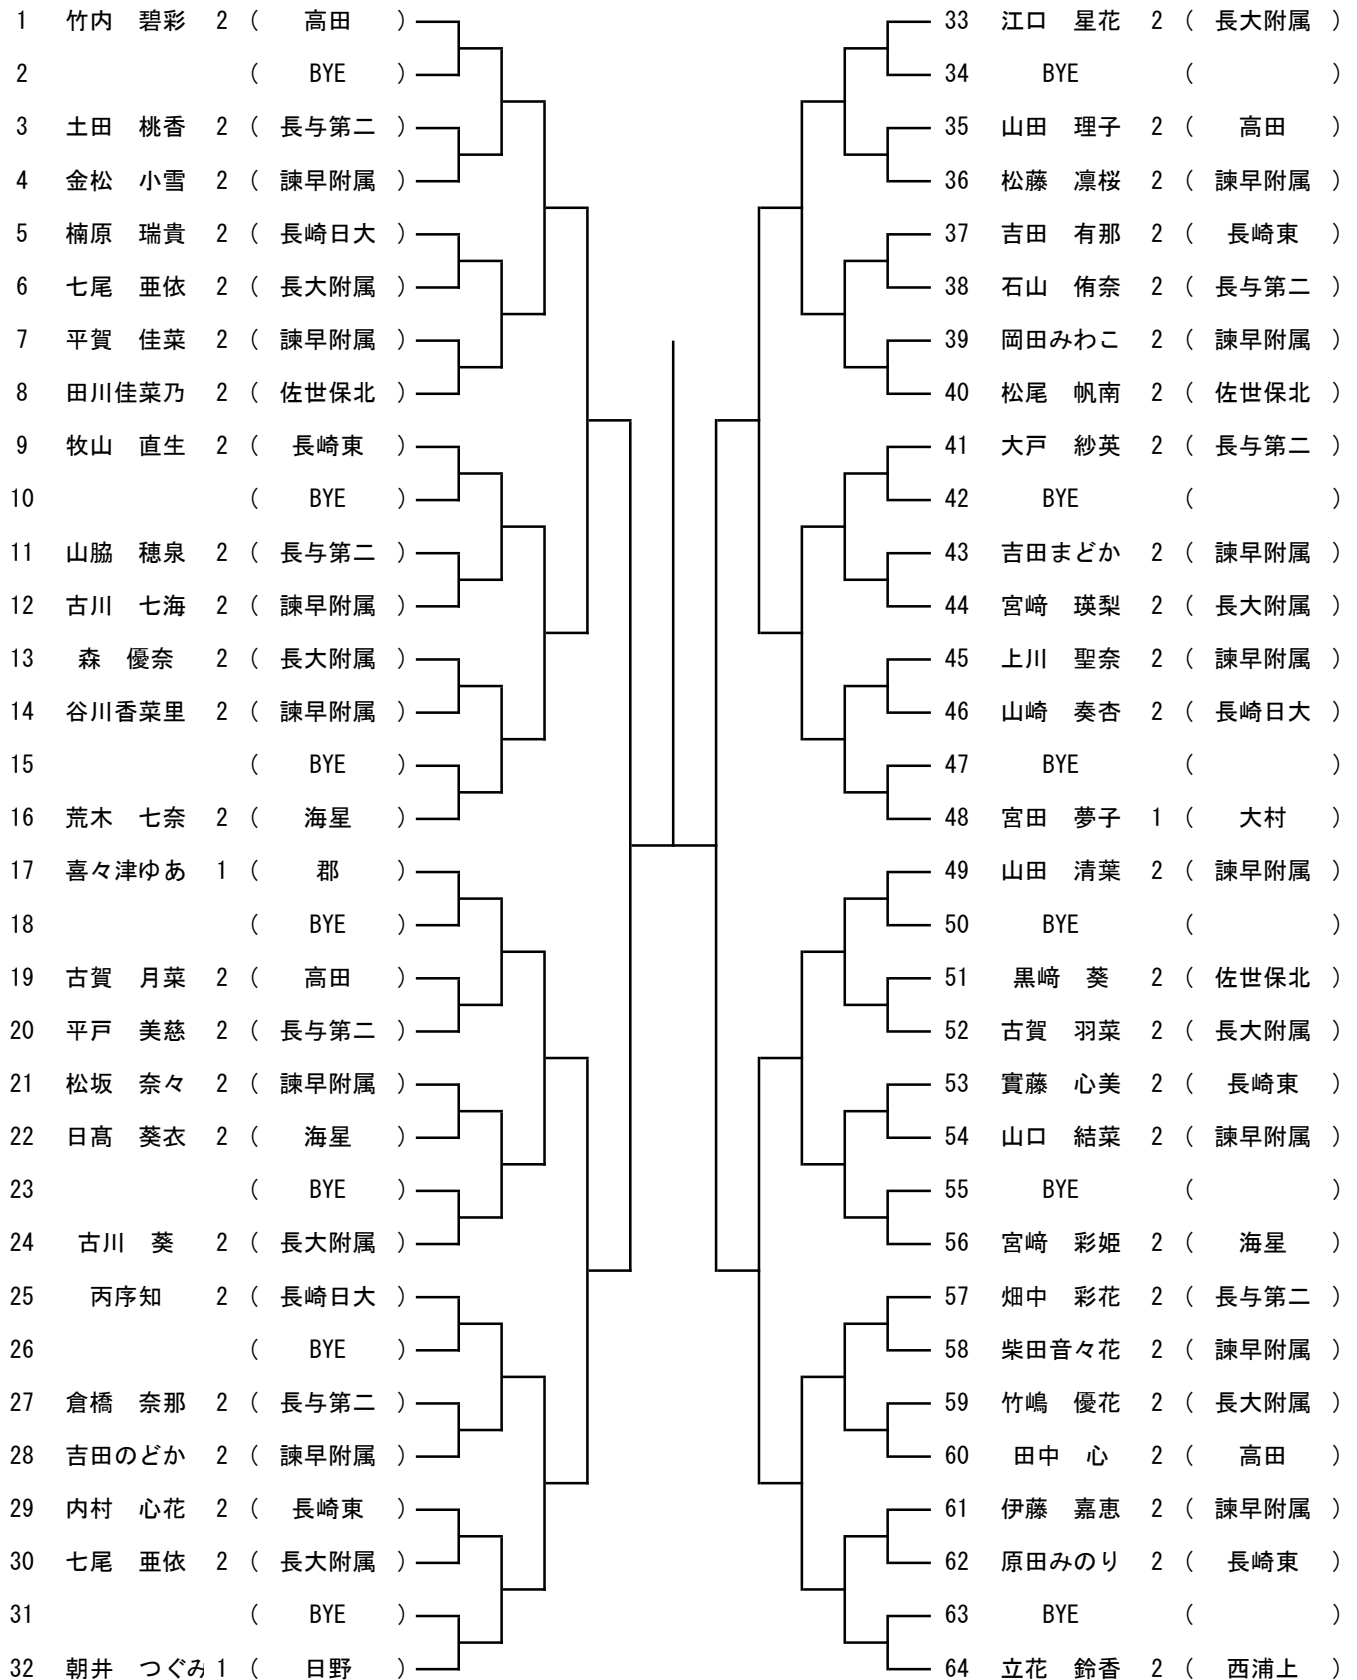 1 竹内　碧彩 2 ( 高田 )
2 ( BYE )
3 土田　桃香 2 ( 長与第二 )
4 金松　小雪 2 ( 諫早附属 )
5 楠原　瑞貴 2 ( 長崎日大 )
6 七尾　亜依 2 ( 長大附属 )
7 平賀　佳菜 2 ( 諫早附属 )
8 田川佳菜乃 2 ( 佐世保北 )
9 牧山　直生 2 ( 長崎東 )
10 ( BYE )
11 山脇　穂泉 2 ( 長与第二 )
12 古川　七海 2 ( 諫早附属 )
13 森　優奈 2 ( 長大附属 )
14 谷川香菜里 2 ( 諫早附属 )
15 ( BYE )
16 荒木　七奈 2 ( 海星 )
17 喜々津ゆあ 1 ( 郡 )
18 ( BYE )
19 古賀　月菜 2 ( 高田 )
20 平戸　美慈 2 ( 長与第二 )
21 松坂　奈々 2 ( 諫早附属 )
22 日髙　葵衣 2 ( 海星 )
23 ( BYE )
24 古川　葵 2 ( 長大附属 )
25 丙序知 2 ( 長崎日大 )
26 ( BYE )
27 倉橋　奈那 2 ( 長与第二 )
28 吉田のどか 2 ( 諫早附属 )
29 内村　心花 2 ( 長崎東 )
30 七尾　亜依 2 ( 長大附属 )
31 ( BYE )
32 朝井　つぐみ 1 ( 日野 )
33 江口　星花 2 ( 長大附属 )
34 BYE ( )
35 山田　理子 2 ( 高田 )
36 松藤　凛桜 2 ( 諫早附属 )
37 吉田　有那 2 ( 長崎東 )
38 石山　侑奈 2 ( 長与第二 )
39 岡田みわこ 2 ( 諫早附属 )
40 松尾　帆南 2 ( 佐世保北 )
41 大戸　紗英 2 ( 長与第二 )
42 BYE ( )
43 吉田まどか 2 ( 諫早附属 )
44 宮﨑　瑛梨 2 ( 長大附属 )
45 上川　聖奈 2 ( 諫早附属 )
46 山崎　奏杏 2 ( 長崎日大 )
47 BYE ( )
48 宮田　夢子 1 ( 大村 )
49 山田　清葉 2 ( 諫早附属 )
50 BYE ( )
51 黒﨑　葵 2 ( 佐世保北 )
52 古賀　羽菜 2 ( 長大附属 )
53 實藤　心美 2 ( 長崎東 )
54 山口　結菜 2 ( 諫早附属 )
55 BYE ( )
56 宮﨑　彩姫 2 ( 海星 )
57 畑中　彩花 2 ( 長与第二 )
58 柴田音々花 2 ( 諫早附属 )
59 竹嶋　優花 2 ( 長大附属 )
60 田中　心 2 ( 高田 )
61 伊藤　嘉恵 2 ( 諫早附属 )
62 原田みのり 2 ( 長崎東 )
63 BYE ( )
64 立花　鈴香 2 ( 西浦上 )